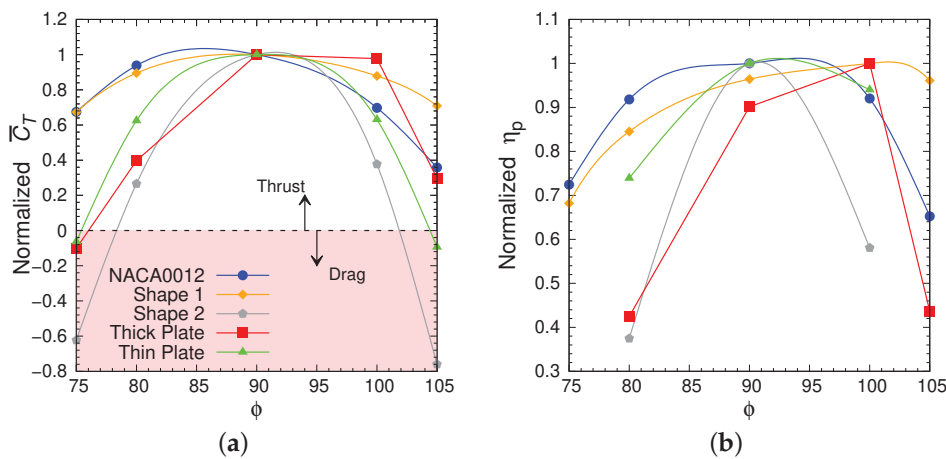 1.2
1
0.8
0.6
0.4
0.2
0
-0.2
-0.4
-0.6
-0.8
Normalized C̅_T
Thrust
Drag
NACA0012
Shape 1
Shape 2
Thick Plate
Thin Plate
75 80 85 90 95 100 105
ϕ
(a)
1.1
1
0.9
0.8
0.7
0.6
0.5
0.4
0.3
Normalized η_p
75 80 85 90 95 100 105
ϕ
(b)